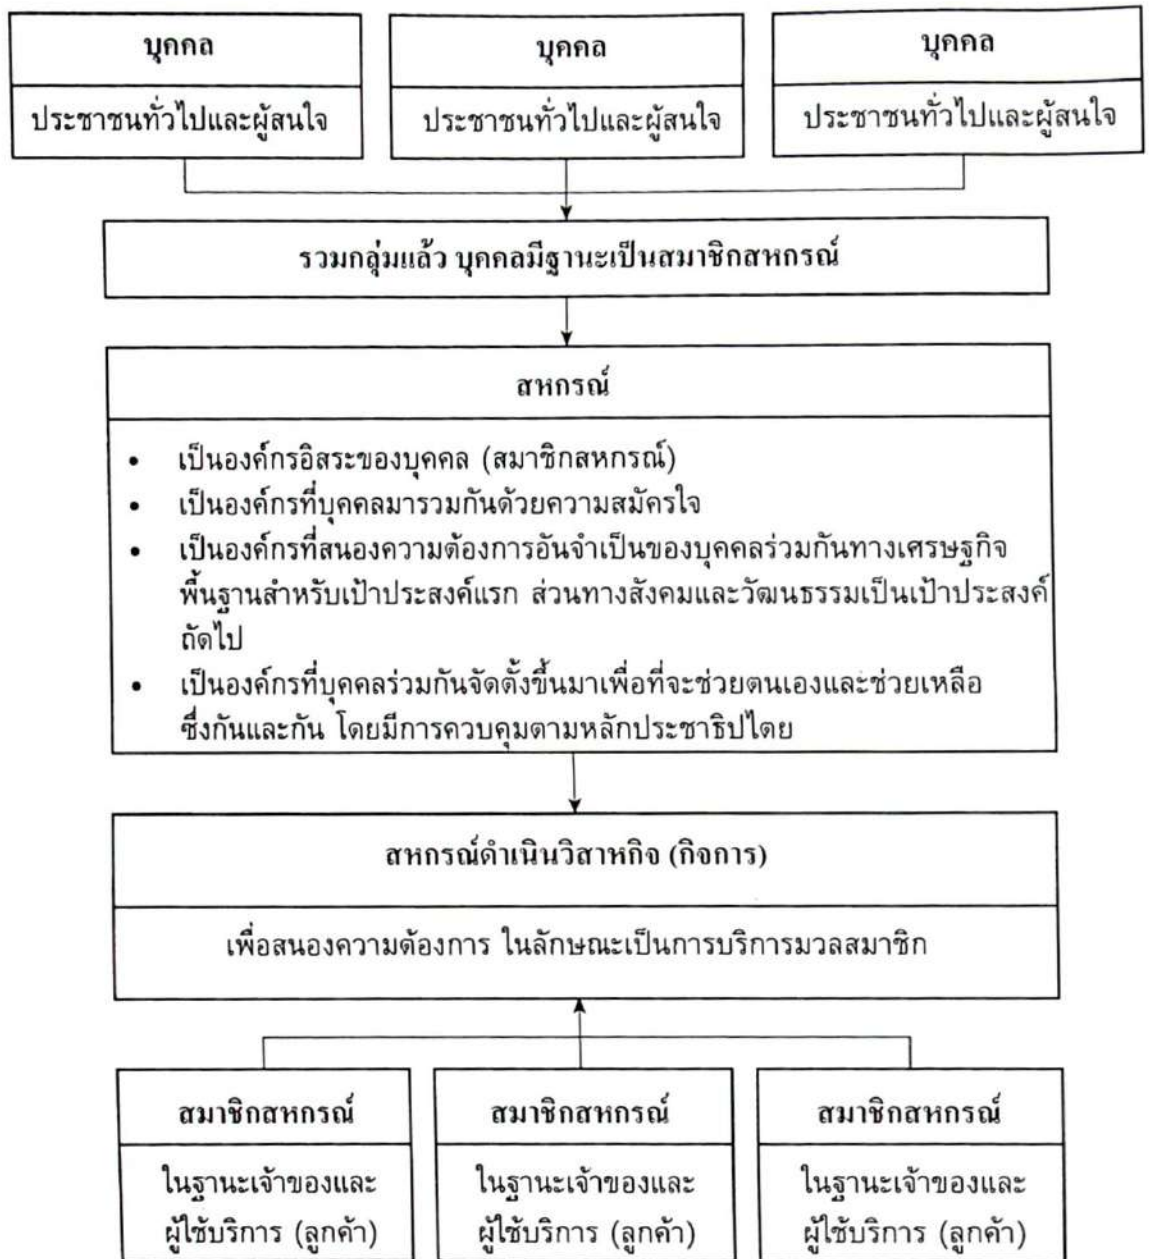 บุคคล
ประชาชนทั่วไปและผู้สนใจ
บุคคล
ประชาชนทั่วไปและผู้สนใจ
บุคคล
ประชาชนทั่วไปและผู้สนใจ
รวมกลุ่มแล้ว บุคคลมีฐานะเป็นสมาชิกสหกรณ์
สหกรณ์
• เป็นองค์กรอิสระของบุคคล (สมาชิกสหกรณ์)
• เป็นองค์กรที่บุคคลมารวมกันด้วยความสมัครใจ
• เป็นองค์กรที่สนองความต้องการอันจำเป็นของบุคคลร่วมกันทางเศรษฐกิจ
พื้นฐานสำหรับเป้าประสงค์แรก ส่วนทางสังคมและวัฒนธรรมเป็นเป้าประสงค์
ถัดไป
• เป็นองค์กรที่บุคคลร่วมกันจัดตั้งขึ้นมาเพื่อที่จะช่วยตนเองและช่วยเหลือ
ซึ่งกันและกัน โดยมีการควบคุมตามหลักประชาธิปไตย
สหกรณ์ดำเนินวิสาหกิจ (กิจการ)
เพื่อสนองความต้องการ ในลักษณะเป็นการบริการมวลสมาชิก
สมาชิกสหกรณ์
ในฐานะเจ้าของและ
ผู้ใช้บริการ (ลูกค้า)
สมาชิกสหกรณ์
ในฐานะเจ้าของและ
ผู้ใช้บริการ (ลูกค้า)
สมาชิกสหกรณ์
ในฐานะเจ้าของและ
ผู้ใช้บริการ (ลูกค้า)